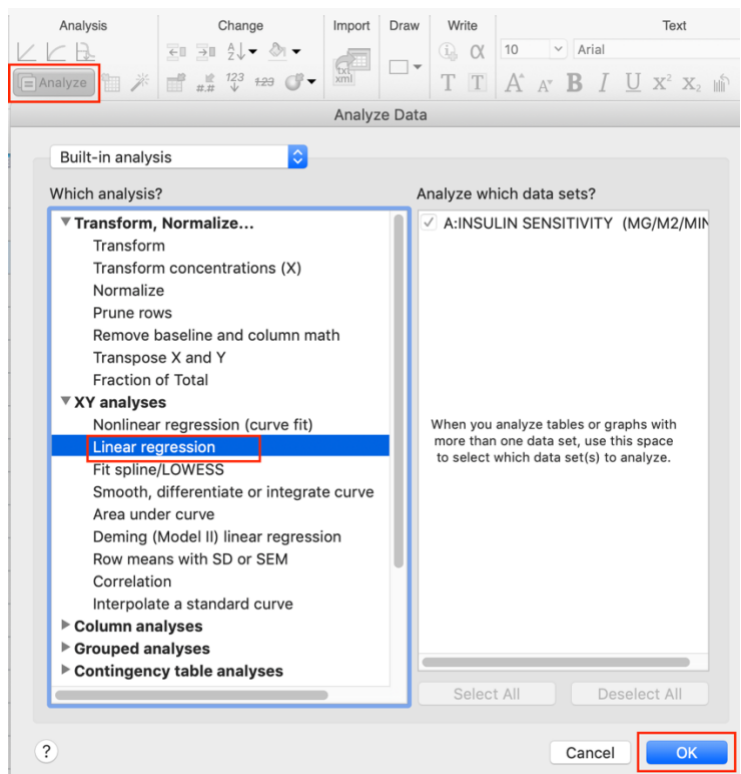 Analysis Change Import Draw Write Text
10 Arial
Analyze #.# 123 123 txt xml T T A A B I U X² X₂
Analyze Data
Built-in analysis
Which analysis?
Analyze which data sets?
Transform, Normalize...
Transform
Transform concentrations (X)
Normalize
Prune rows
Remove baseline and column math
Transpose X and Y
Fraction of Total
XY analyses
Nonlinear regression (curve fit)
Linear regression
Fit spline/LOWESS
Smooth, differentiate or integrate curve
Area under curve
Deming (Model II) linear regression
Row means with SD or SEM
Correlation
Interpolate a standard curve
Column analyses
Grouped analyses
Contingency table analyses
A:INSULIN SENSITIVITY (MG/M2/MIN
When you analyze tables or graphs with
more than one data set, use this space
to select which data set(s) to analyze.
Select All
Deselect All
?
Cancel
OK